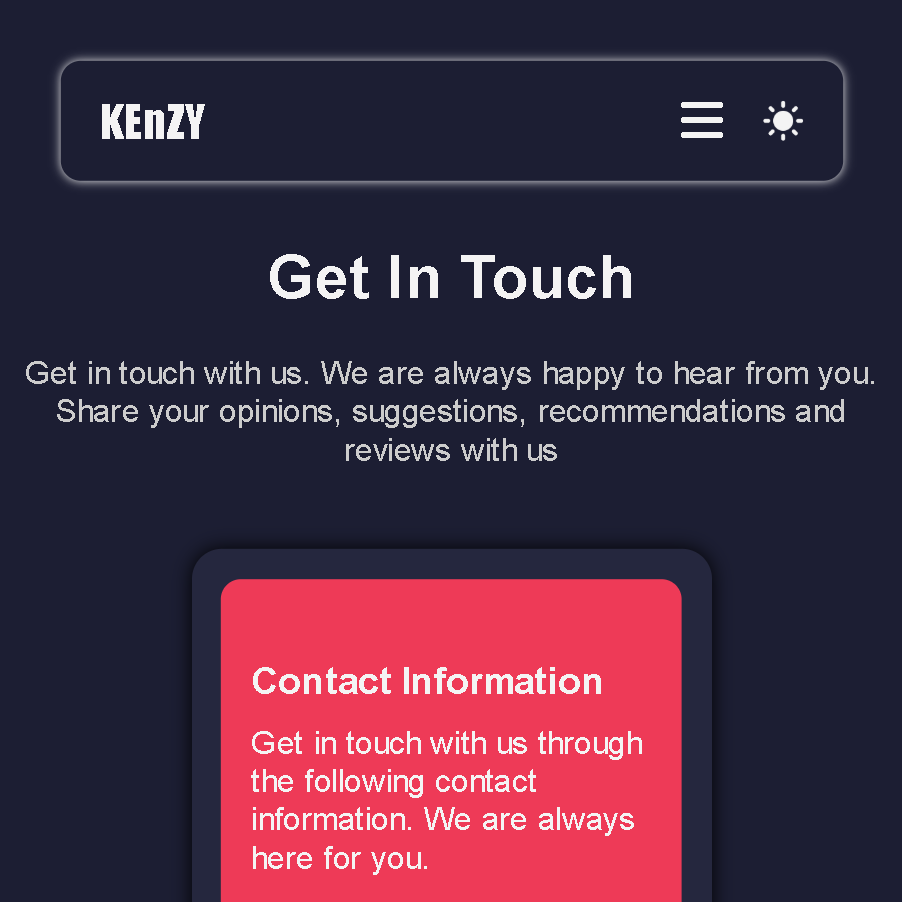 KEnZY
Get In Touch
Get in touch with us. We are always happy to hear from you.
Share your opinions, suggestions, recommendations and
reviews with us
Contact Information
Get in touch with us through
the following contact
information. We are always
here for you.